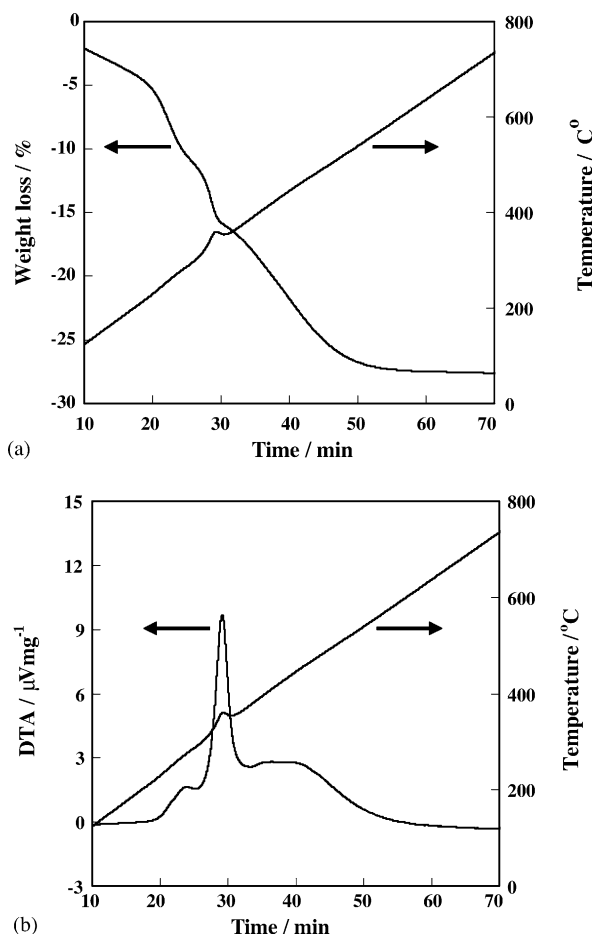 0
-5
-10
-15
-20
-25
-30
800
600
400
200
0
10 20 30 40 50 60 70
Weight loss / %
Temperature / C°
Time / min
(a)
15
12
9
6
3
0
-3
800
600
400
200
0
10 20 30 40 50 60 70
DTA / μVmg⁻¹
Temperature /°C
Time / min
(b)